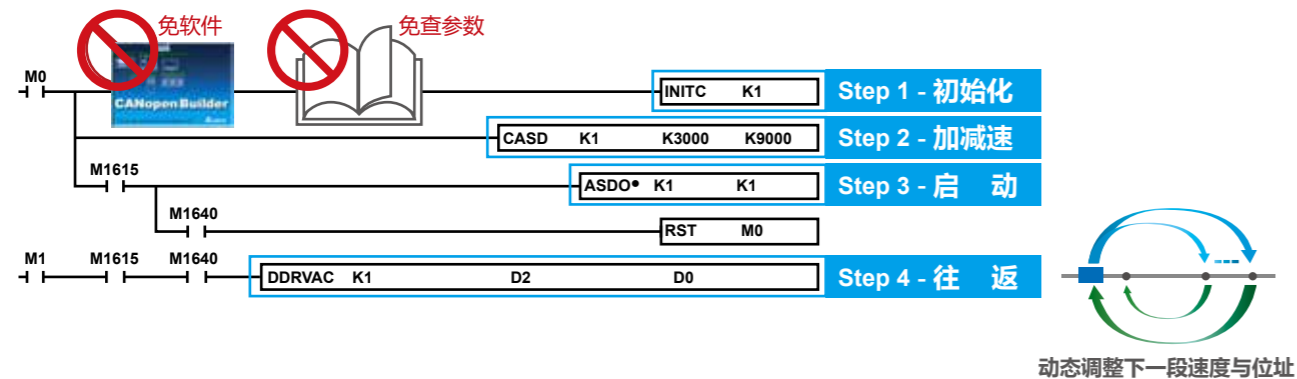 免软件
免查参数
M0
CANopen Builder
INITC K1
Step 1 - 初始化
CASD K1 K3000 K9000
Step 2 - 加减速
M1615
ASDO• K1 K1
Step 3 - 启 动
M1640
RST M0
M1 M1615 M1640
DDRVAC K1 D2 D0
Step 4 - 往 返
动态调整下一段速度与位址